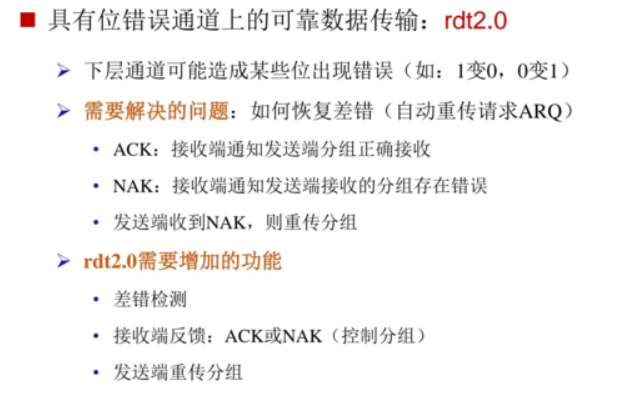 具有位错误通道上的可靠数据传输：rdt2.0
下层通道可能造成某些位出现错误（如：1变0，0变1）
需要解决的问题：如何恢复差错（自动重传请求ARQ）
ACK：接收端通知发送端分组正确接收
NAK：接收端通知发送端接收的分组存在错误
发送端收到NAK，则重传分组
rdt2.0需要增加的功能
差错检测
接收端反馈：ACK或NAK（控制分组）
发送端重传分组